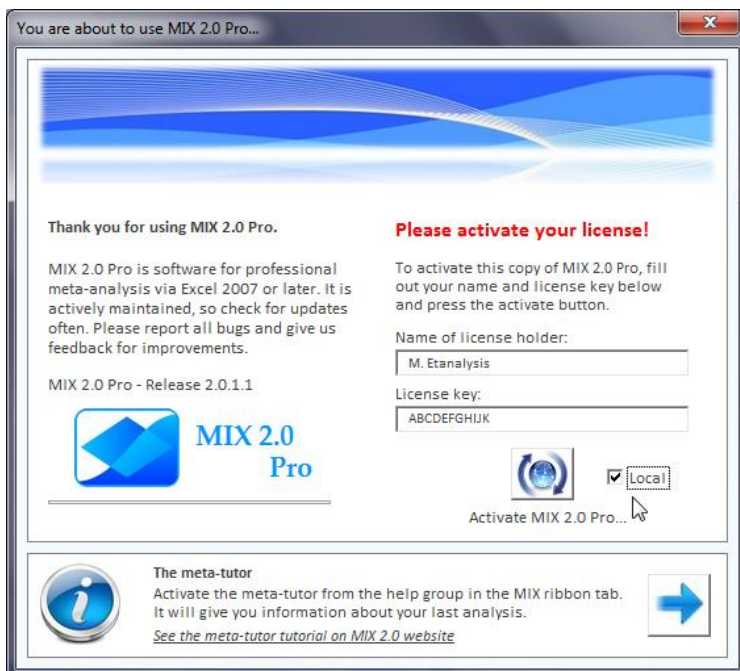 You are about to use MIX 2.0 Pro...
Thank you for using MIX 2.0 Pro.
MIX 2.0 Pro is software for professional
meta-analysis via Excel 2007 or later. It is
actively maintained, so check for updates
often. Please report all bugs and give us
feedback for improvements.
MIX 2.0 Pro - Release 2.0.1.1
MIX 2.0
Pro
Please activate your license!
To activate this copy of MIX 2.0 Pro, fill
out your name and license key below
and press the activate button.
Name of license holder:
M. Etanalysis
License key:
ABCDEFGHIJK
Local
Activate MIX 2.0 Pro...
The meta-tutor
Activate the meta-tutor from the help group in the MIX ribbon tab.
It will give you information about your last analysis.
See the meta-tutor tutorial on MIX 2.0 website